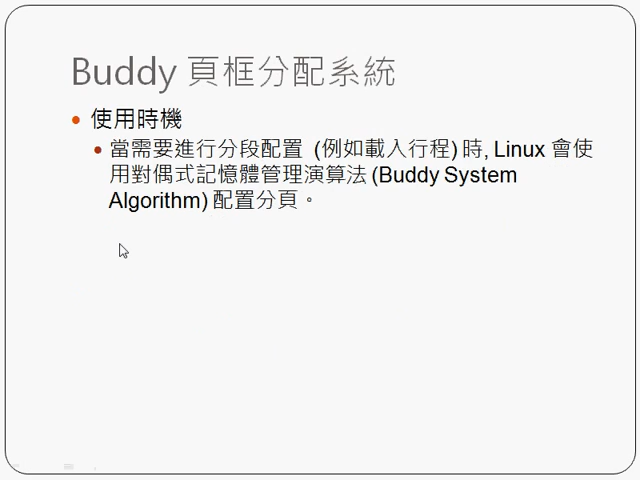 Buddy 頁框分配系統
使用時機
當需要進行分段配置 (例如載入行程) 時, Linux 會使
用對偶式記憶體管理演算法 (Buddy System
Algorithm) 配置分頁。